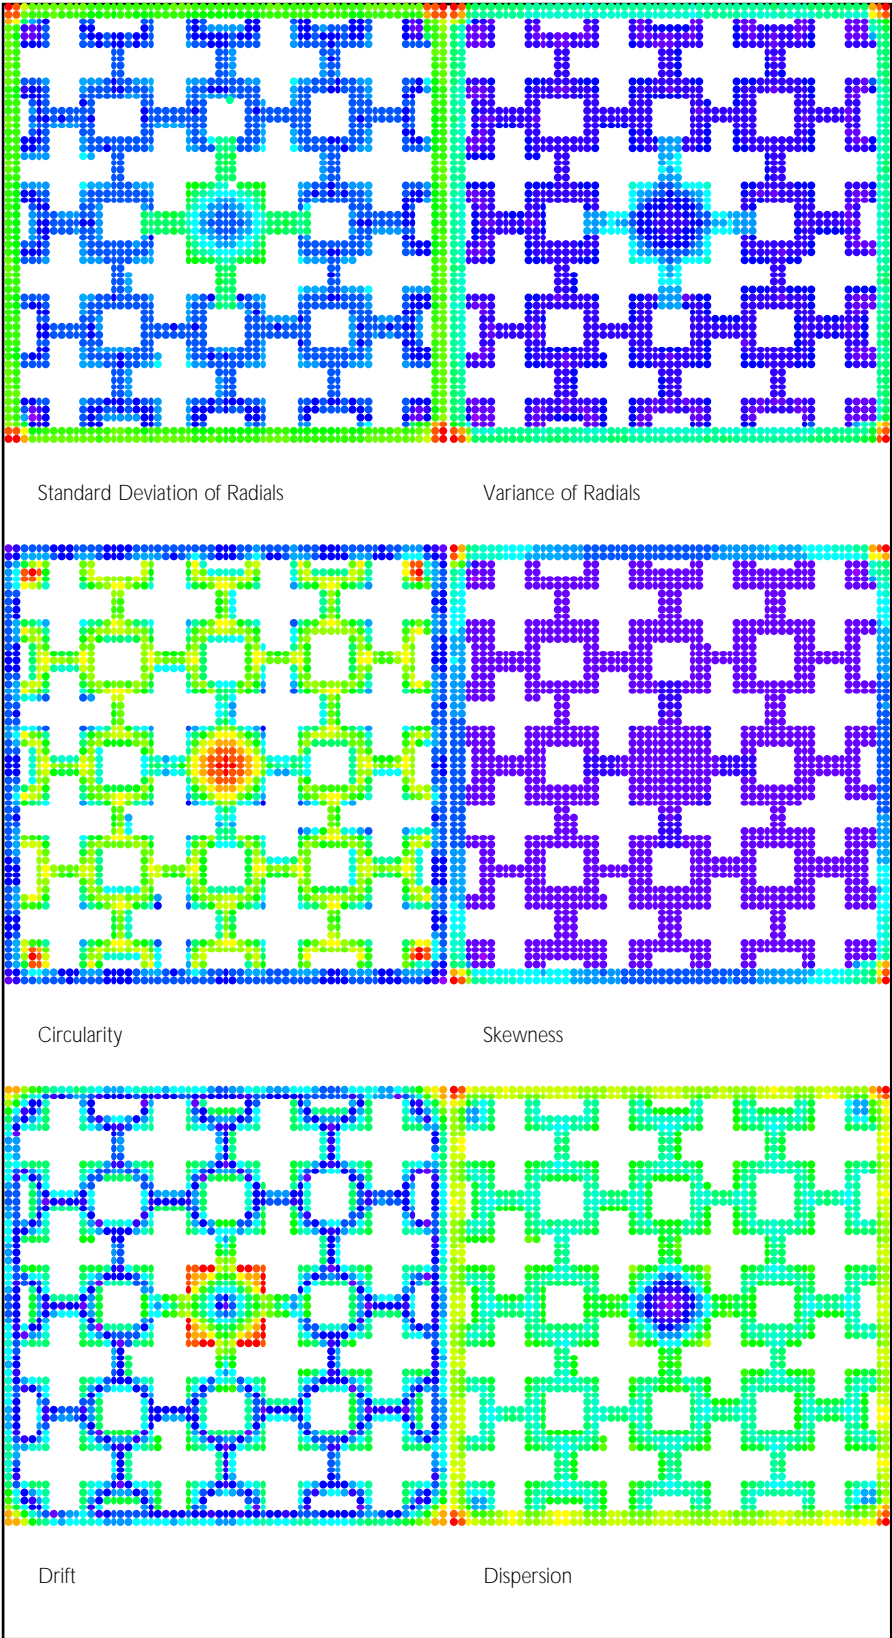 Standard Deviation of Radials
Variance of Radials
Circularity
Skewness
Drift
Dispersion